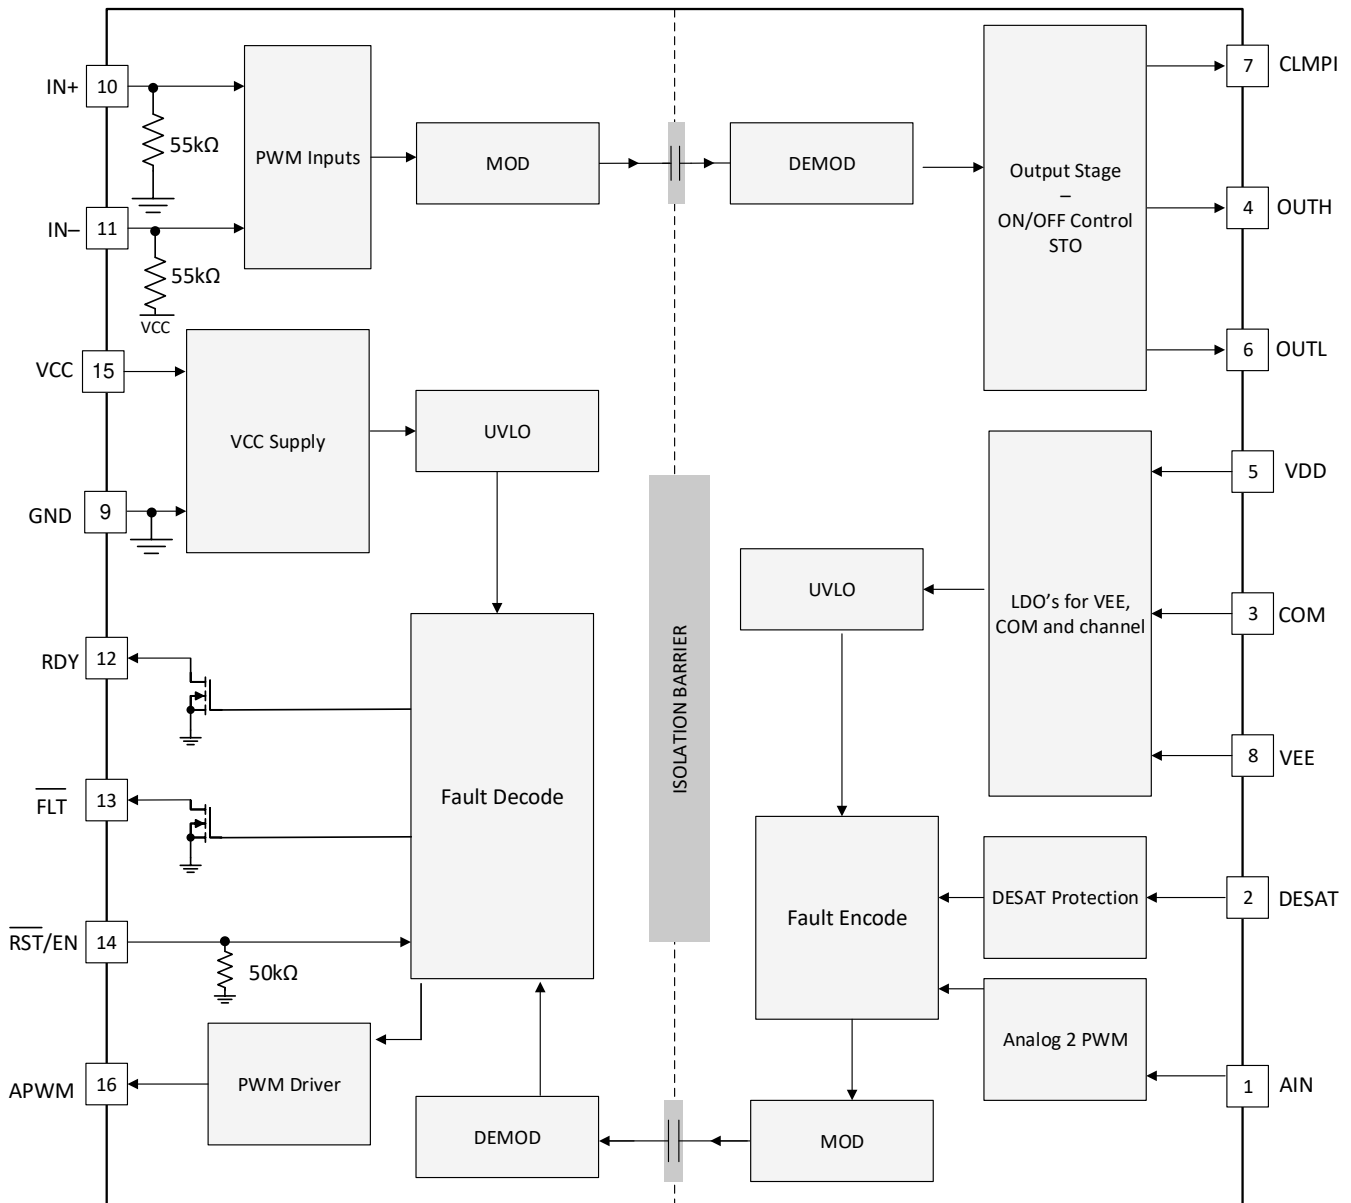 IN+
10
55kΩ
IN–
11
55kΩ
VCC
PWM Inputs
MOD
DEMOD
Output Stage
–
ON/OFF Control
STO
7
CLMPI
4
OUTH
6
OUTL
VCC
15
GND
9
VCC Supply
UVLO
ISOLATION BARRIER
UVLO
LDO's for VEE,
COM and channel
5
VDD
3
COM
8
VEE
RDY
12
FLT
13
RST/EN
14
50kΩ
Fault Decode
Fault Encode
DESAT Protection
2
DESAT
Analog 2 PWM
1
AIN
APWM
16
PWM Driver
DEMOD
MOD